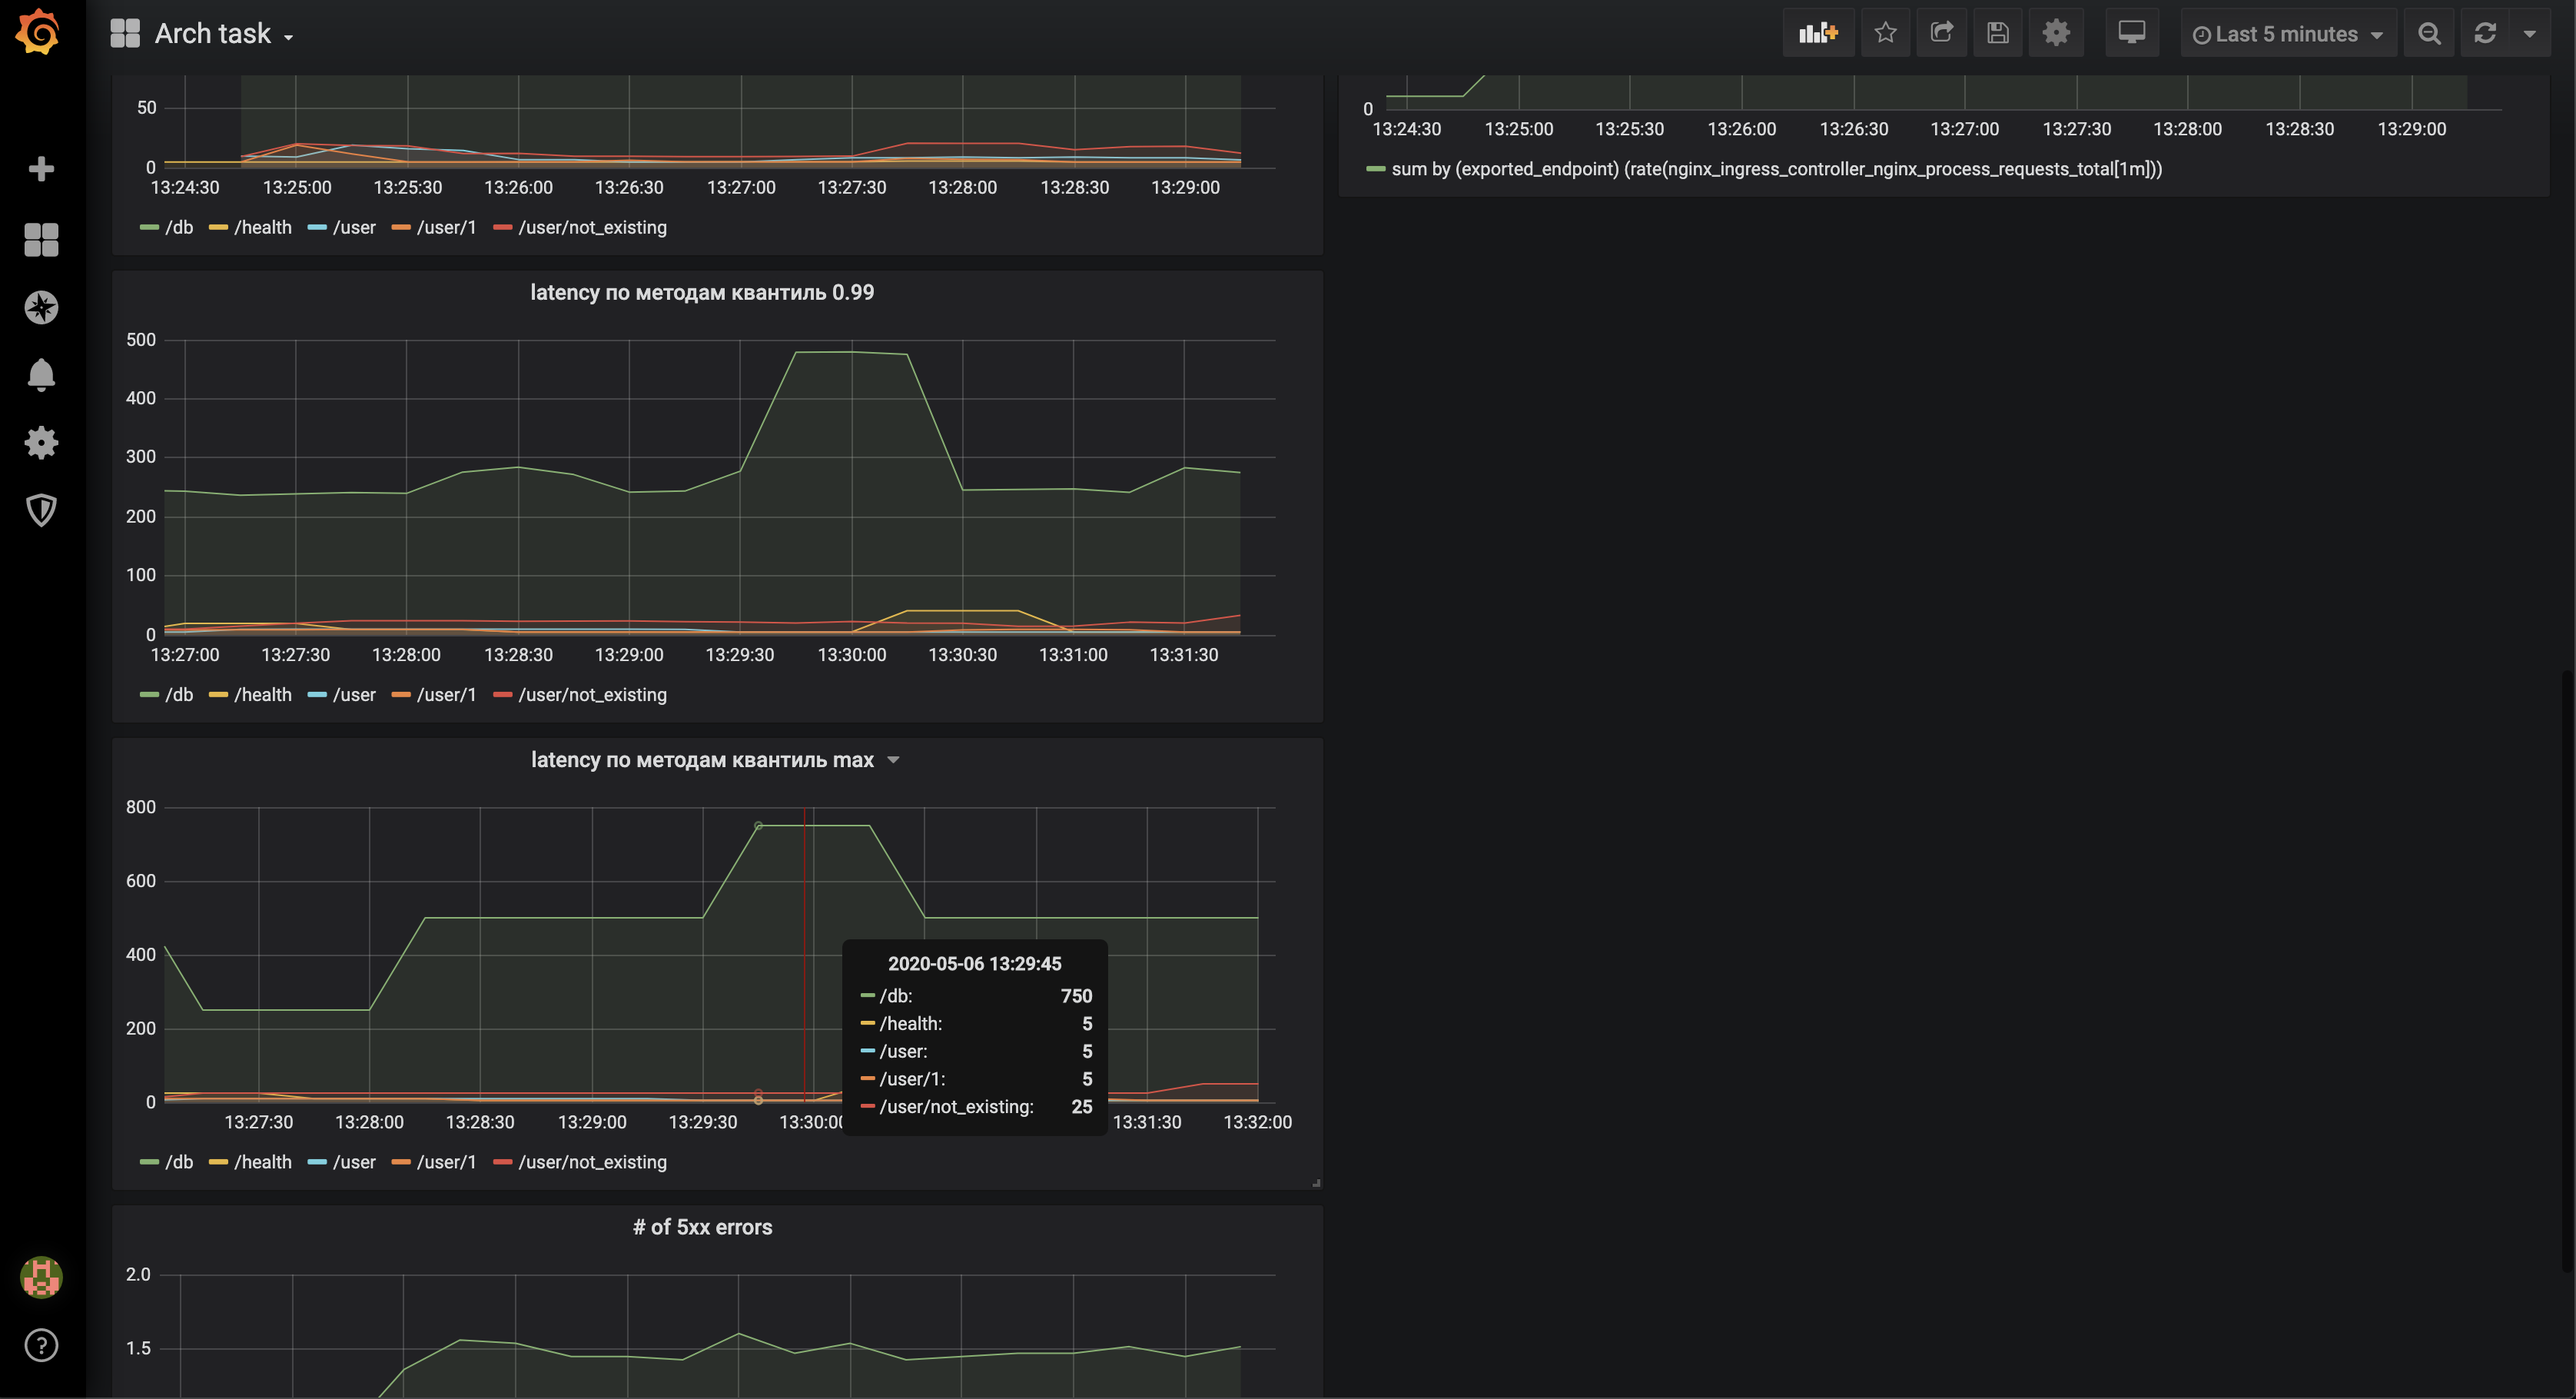 Arch task
Last 5 minutes
50
0
13:24:30 13:25:00 13:25:30 13:26:00 13:26:30 13:27:00 13:27:30 13:28:00 13:28:30 13:29:00
/db /health /user /user/1 /user/not_existing
0
13:24:30 13:25:00 13:25:30 13:26:00 13:26:30 13:27:00 13:27:30 13:28:00 13:28:30 13:29:00
sum by (exported_endpoint) (rate(nginx_ingress_controller_nginx_process_requests_total[1m]))
latency по методам квантиль 0.99
500
400
300
200
100
0
13:27:00 13:27:30 13:28:00 13:28:30 13:29:00 13:29:30 13:30:00 13:30:30 13:31:00 13:31:30
/db /health /user /user/1 /user/not_existing
latency по методам квантиль max
800
600
400
200
0
13:27:30 13:28:00 13:28:30 13:29:00 13:29:30 13:30:00 13:31:30 13:32:00
2020-05-06 13:29:45
/db: 750
/health: 5
/user: 5
/user/1: 5
/user/not_existing: 25
/db /health /user /user/1 /user/not_existing
# of 5xx errors
2.0
1.5